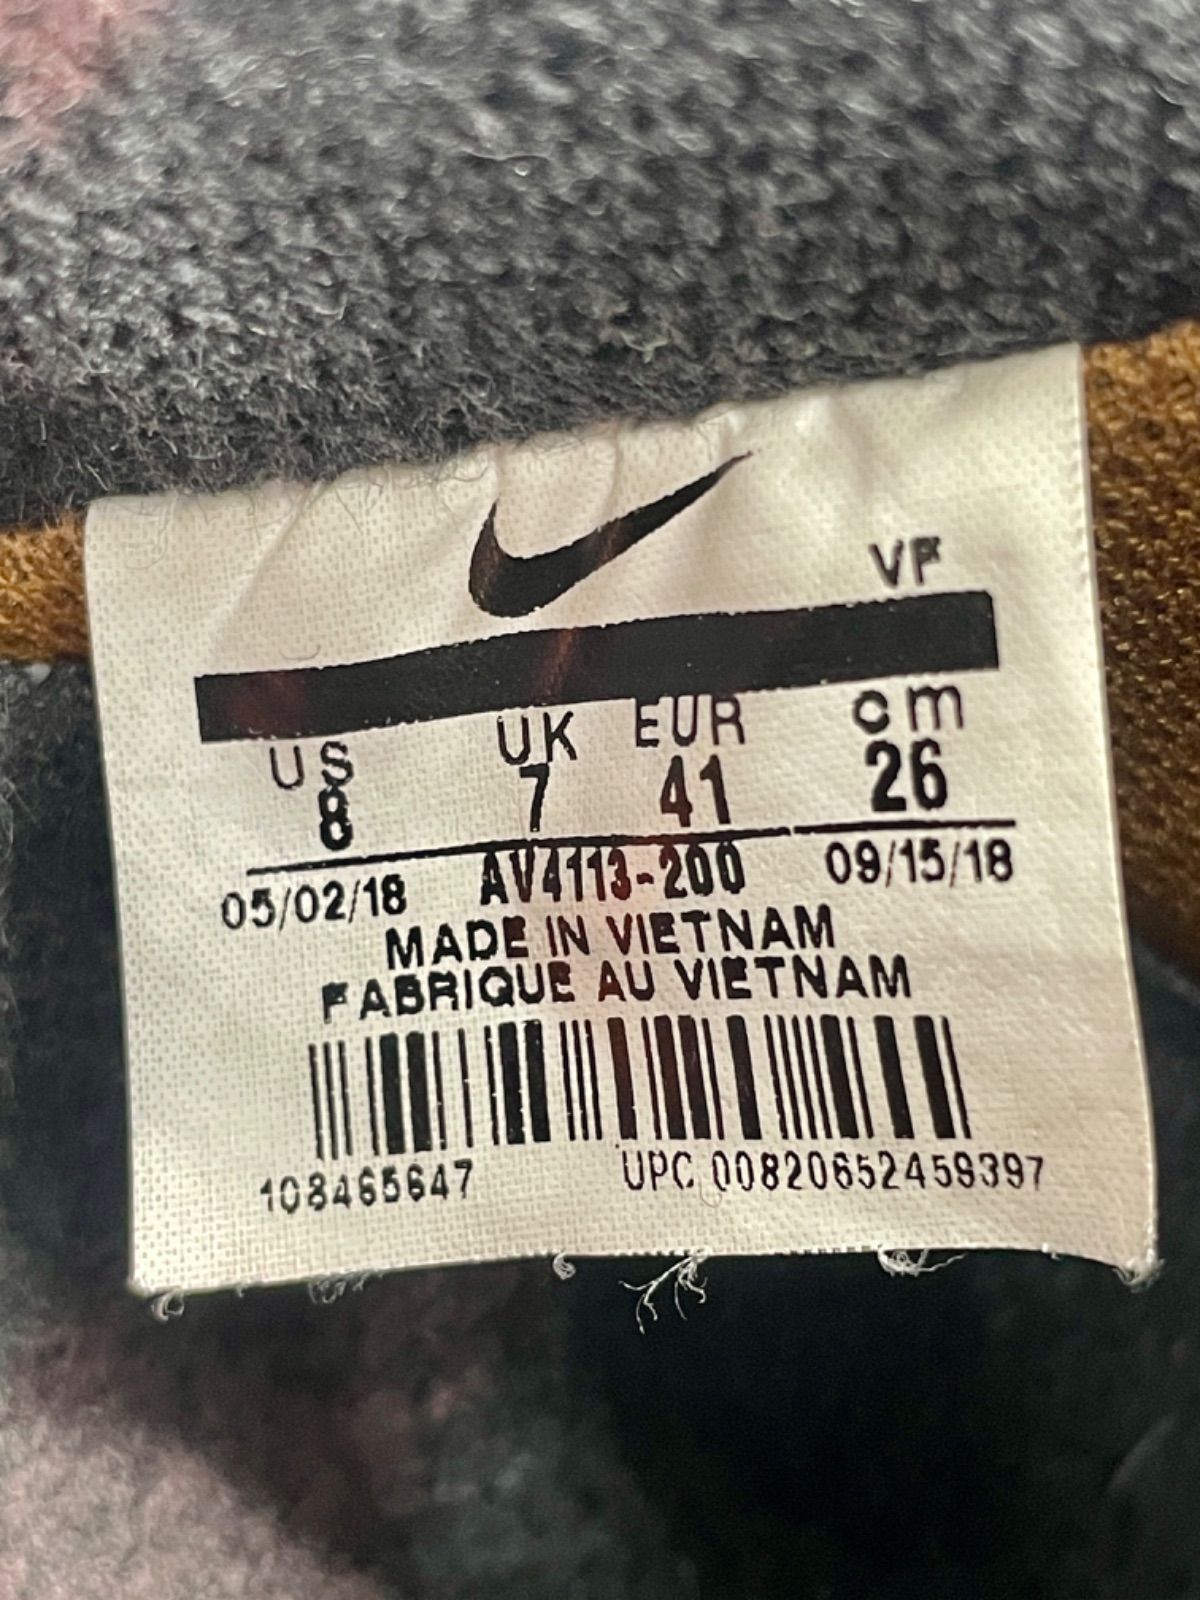 VF
US UK EUR cm
8 7 41 26
05/02/18 AV4113-200 09/15/18
MADE IN VIETNAM
FABRIQUE AU VIETNAM
108465647 UPC 00820652459397